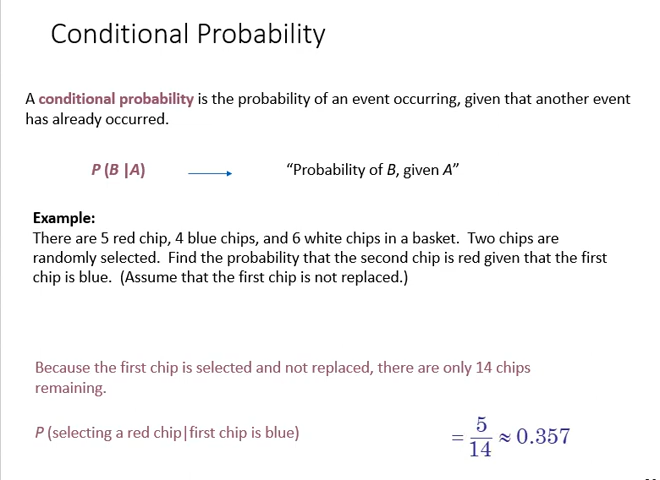 Conditional Probability
A conditional probability is the probability of an event occurring, given that another event
has already occurred.
P (B |A) “Probability of B, given A”
Example:
There are 5 red chip, 4 blue chips, and 6 white chips in a basket. Two chips are
randomly selected. Find the probability that the second chip is red given that the first
chip is blue. (Assume that the first chip is not replaced.)
Because the first chip is selected and not replaced, there are only 14 chips
remaining.
P (selecting a red chip|first chip is blue) = 5/14 ≈ 0.357